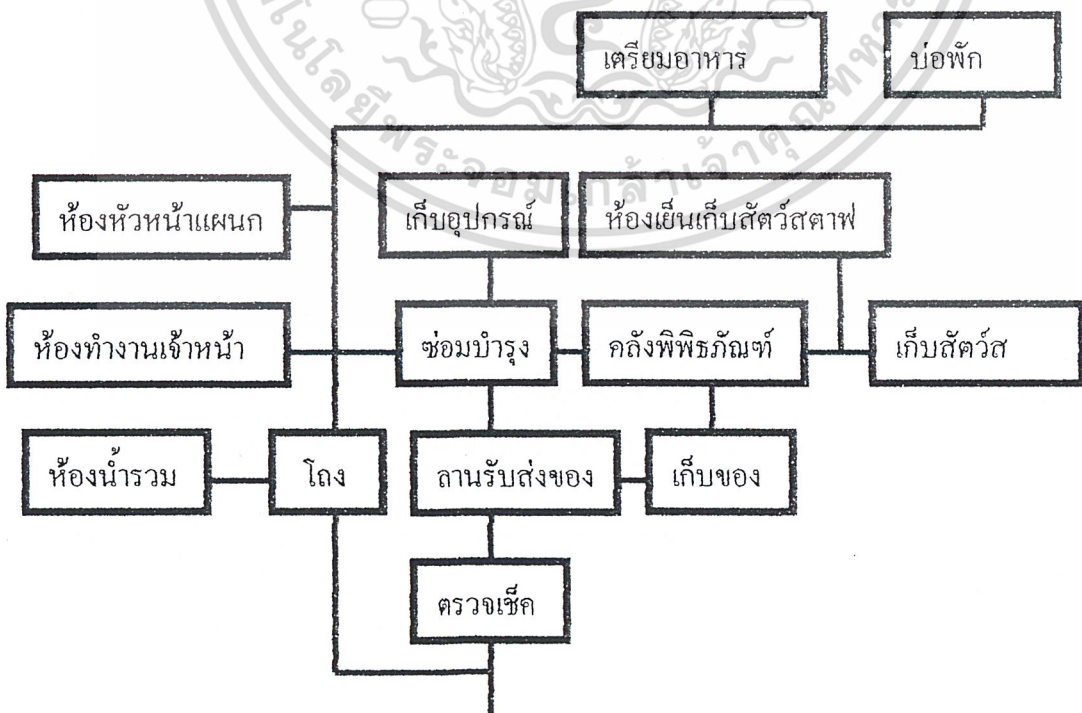 เตรียมอาหาร
บ่อพัก
ห้องหัวหน้าแผนก
เก็บอุปกรณ์
ห้องเย็นเก็บสัตว์สตาฟ
ห้องทำงานเจ้าหน้า
ซ่อมบำรุง
คลังพิพิธภัณฑ์
เก็บสัตว์ส
ห้องน้ำรวม
โถง
ลานรับส่งของ
เก็บของ
ตรวจเช็ค